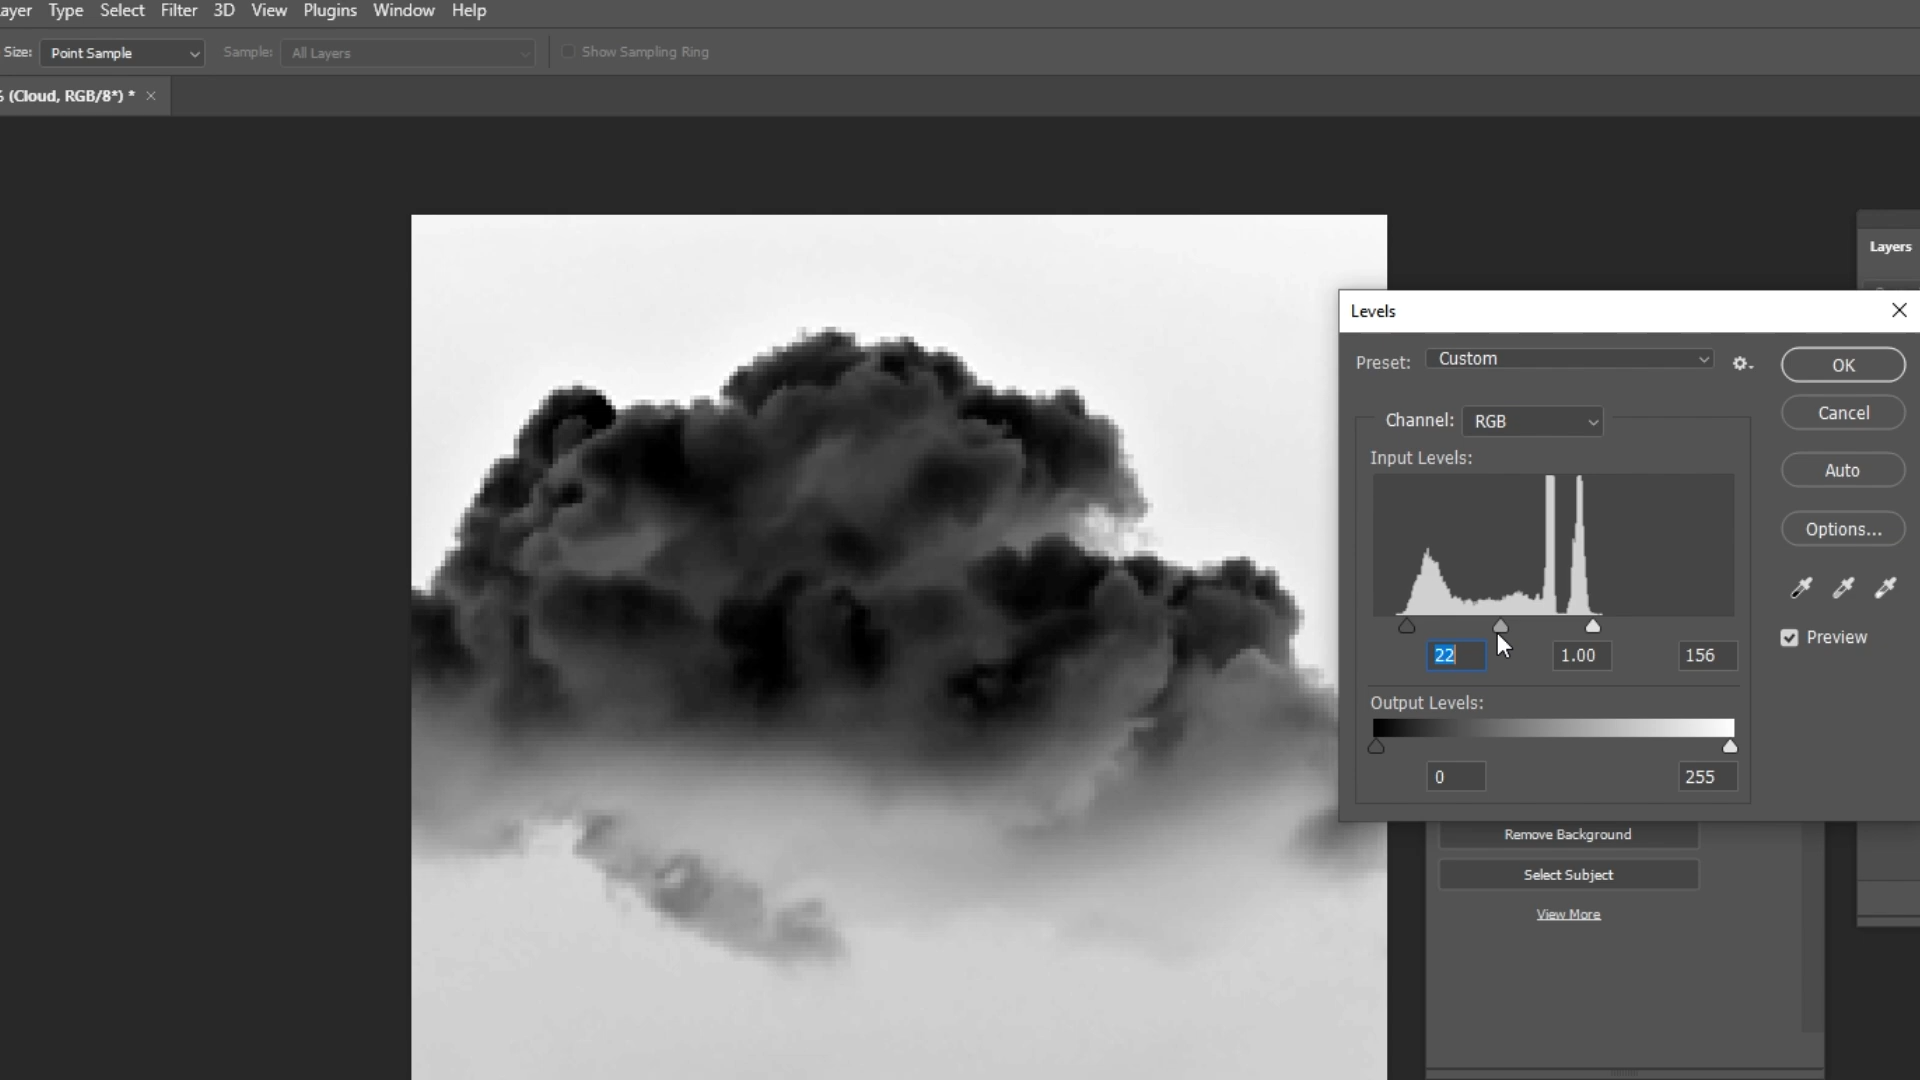 ayer Type Select Filter 3D View Plugins Window Help
Size: Point Sample Sample: All Layers Show Sampling Ring
(Cloud, RGB/8*) * ×
Layers
Levels
Preset: Custom
OK
Channel: RGB
Cancel
Input Levels:
Auto
Options...
Preview
22 1.00 156
Output Levels:
0 255
Remove Background
Select Subject
View More